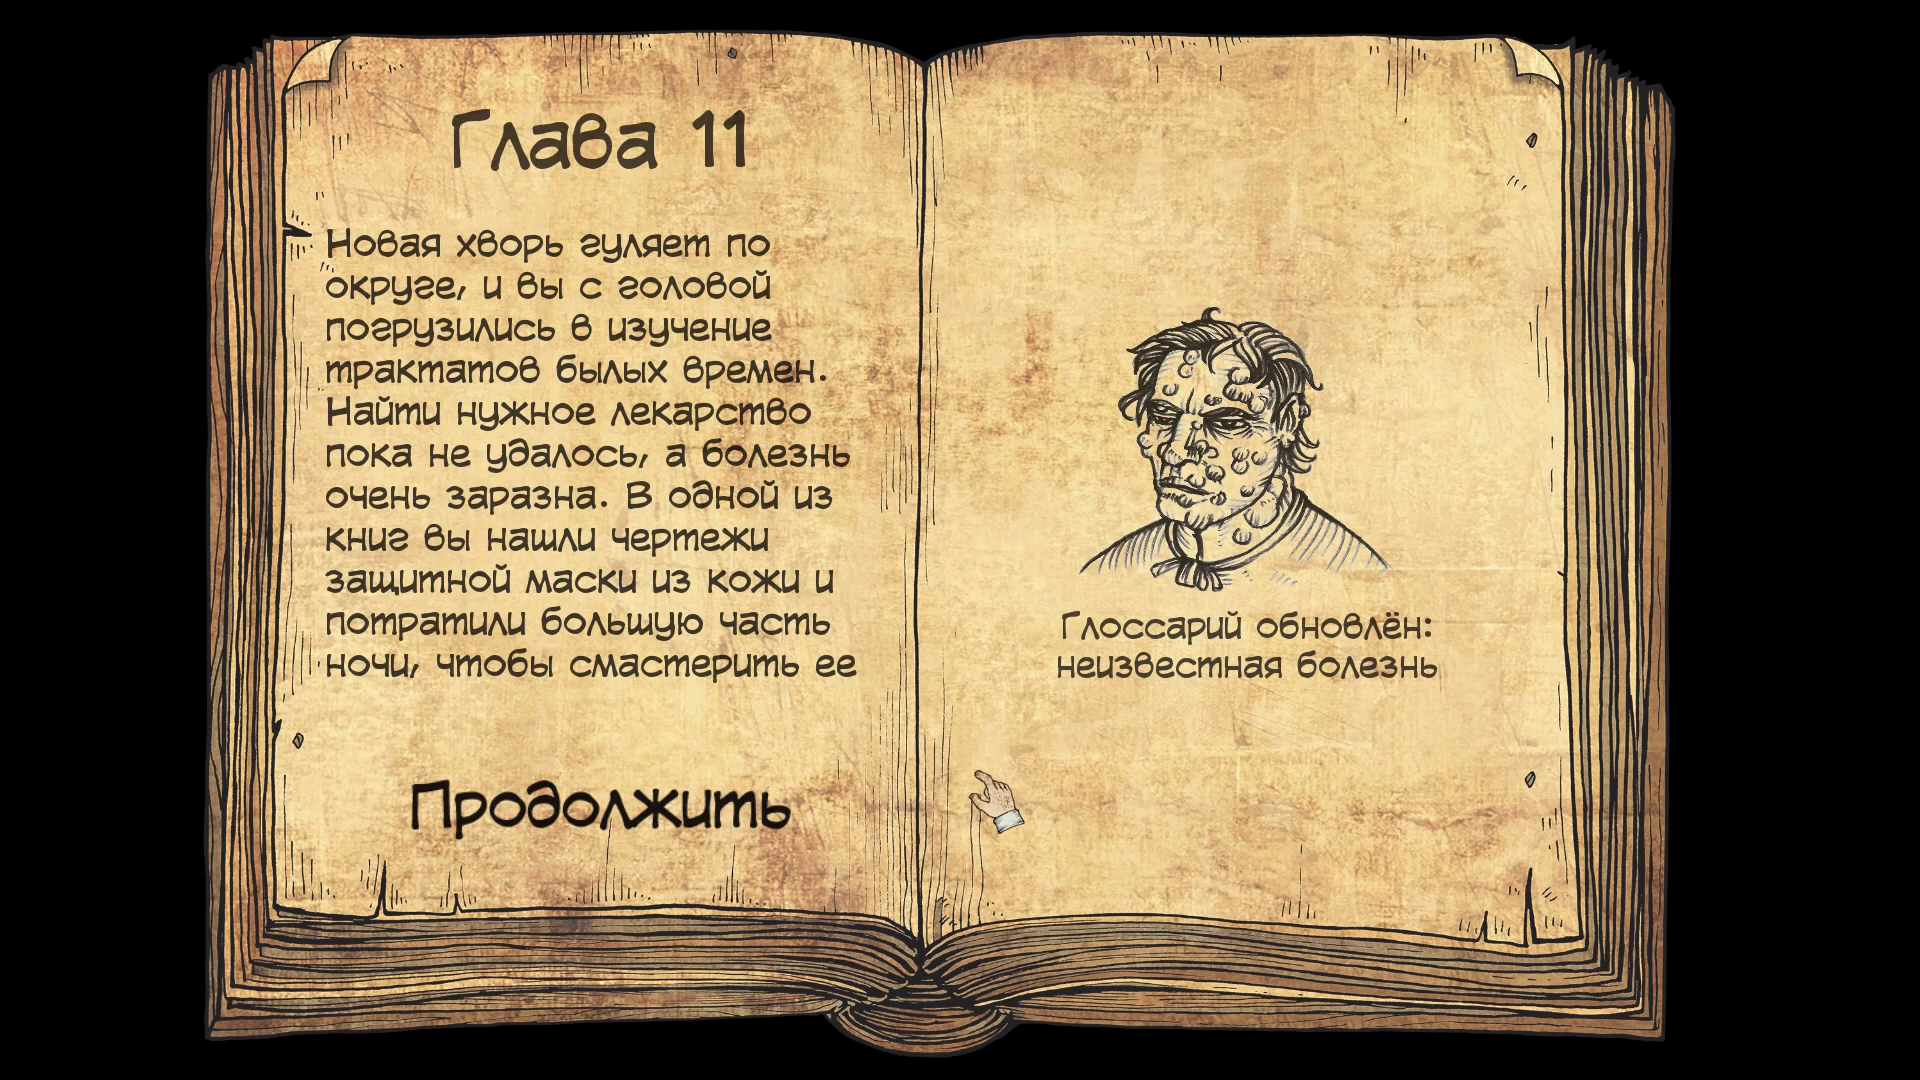 Глава 11
Новая хворь гуляет по
округе, и вы с головой
погрузились в изучение
трактатов былых времен.
Найти нужное лекарство
пока не удалось, а болезнь
очень заразна. В одной из
книг вы нашли чертежи
защитной маски из кожи и
потратили большую часть
ночи, чтобы смастерить ее
Продолжить
Глоссарий обновлён:
неизвестная болезнь